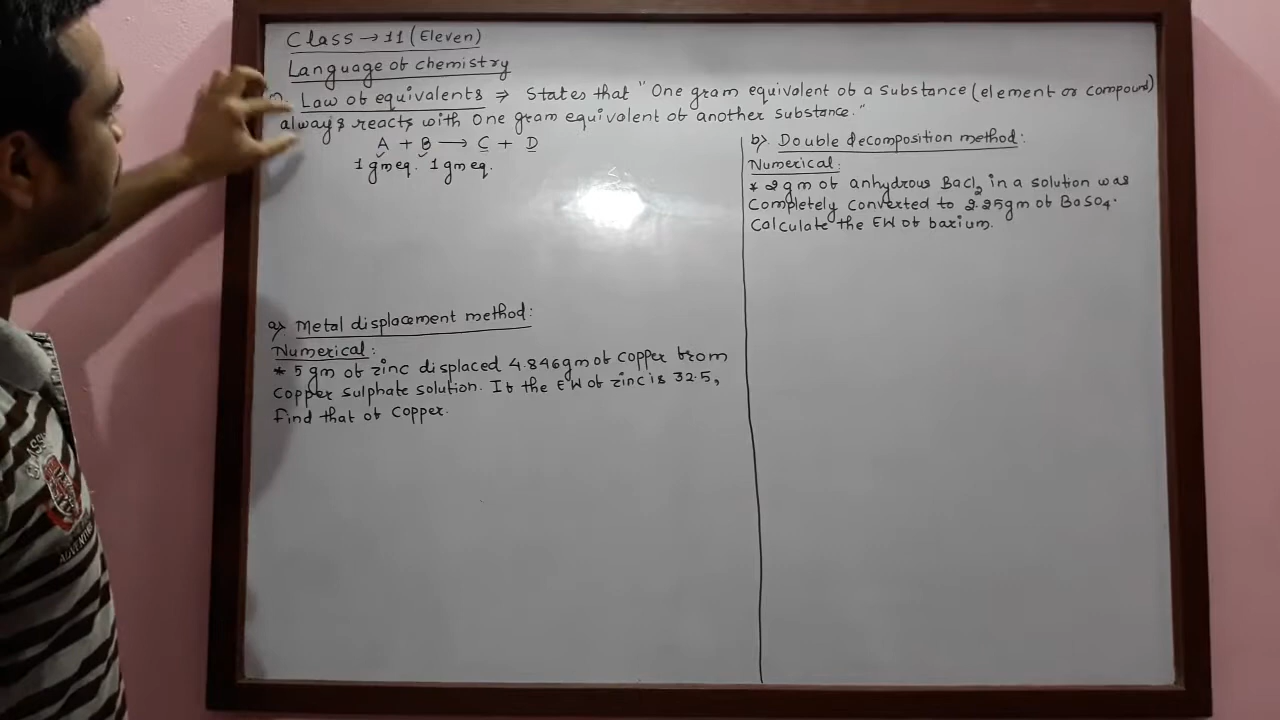 Class → 11 (Eleven)
Language of chemistry
Law of equivalents ⇒ States that "One gram equivalent of a substance (element or compound)
always reacts with one gram equivalent of another substance."
A + B → C + D
1 gm eq. 1 gm eq.
a). Metal displacement method:
Numerical:
* 5 gm of zinc displaced 4.846 gm of copper from
copper sulphate solution. If the EW of zinc is 32.5,
find that of copper.
b). Double decomposition method:
Numerical:
* 2 gm of anhydrous BaCl₂ in a solution was
completely converted to 2.25 gm of BaSO₄.
Calculate the EW of barium.